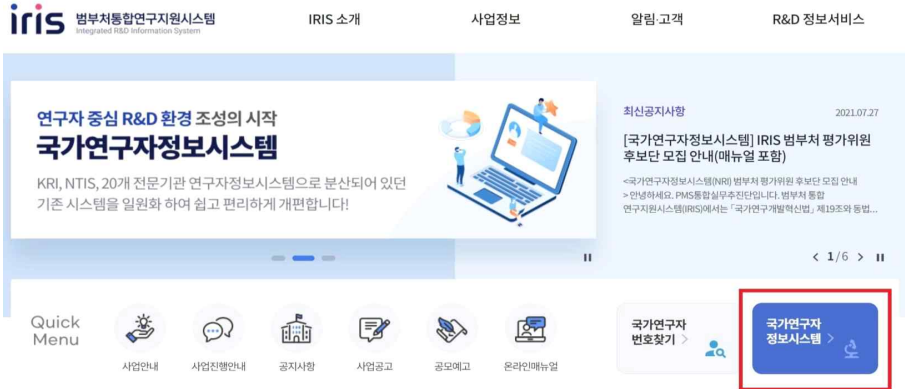 iris 범부처통합연구지원시스템
Integrated R&D Information System
IRIS 소개
사업정보
알림·고객
R&D 정보서비스
연구자 중심 R&D 환경 조성의 시작
국가연구자정보시스템
KRI, NTIS, 20개 전문기관 연구자정보시스템으로 분산되어 있던
기존 시스템을 일원화 하여 쉽고 편리하게 개편합니다!
최신공지사항
2021.07.27
[국가연구자정보시스템] IRIS 범부처 평가위원
후보단 모집 안내(매뉴얼 포함)
<국가연구자정보시스템(NRI) 범부처 평가위원 후보단 모집 안내
> 안녕하세요. PMS통합실무추진단입니다. 범부처 통합
연구지원시스템(IRIS)에서는 「국가연구개발혁신법」 제19조와 동법...
< 1/6 >
Quick
Menu
사업안내
사업진행안내
공지사항
사업공고
공모예고
온라인매뉴얼
국가연구자
번호찾기 >
국가연구자
정보시스템 >